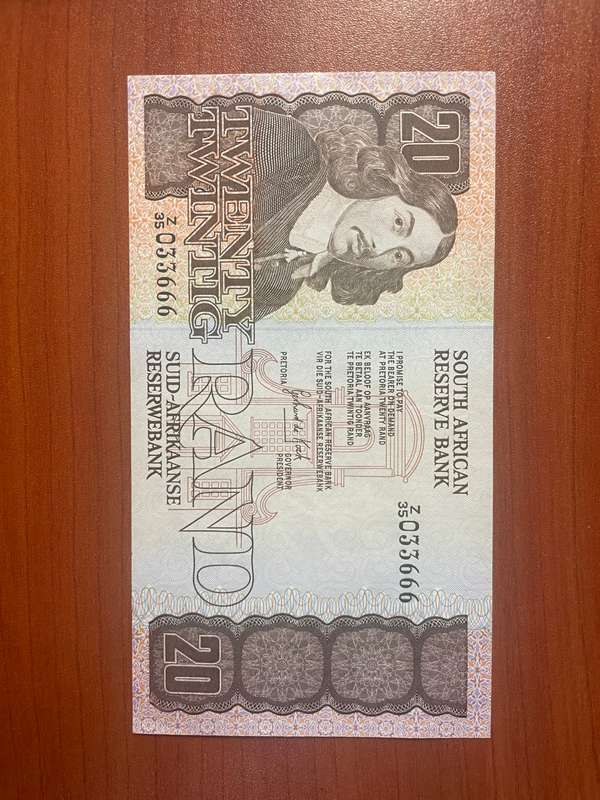 20
SOUTH AFRICAN
RESERVE BANK
I PROMISE TO PAY
THE BEARER ON DEMAND
AT PRETORIA TWENTY RAND
EK BELOOF OP AANVRAAG
TE BETAAL AAN TOONDER
TE PRETORIA TWINTIG RAND
FOR THE SOUTH AFRICAN RESERVE BANK
VIR DIE SUID-AFRIKAANSE RESERWEBANK
PRETORIA
GOVERNOR
PRESIDENT
Z/35 033666
TWENTY
TWINTIG
RAND
Z/35 033666
SUID-AFRIKAANSE
RESERWEBANK
20